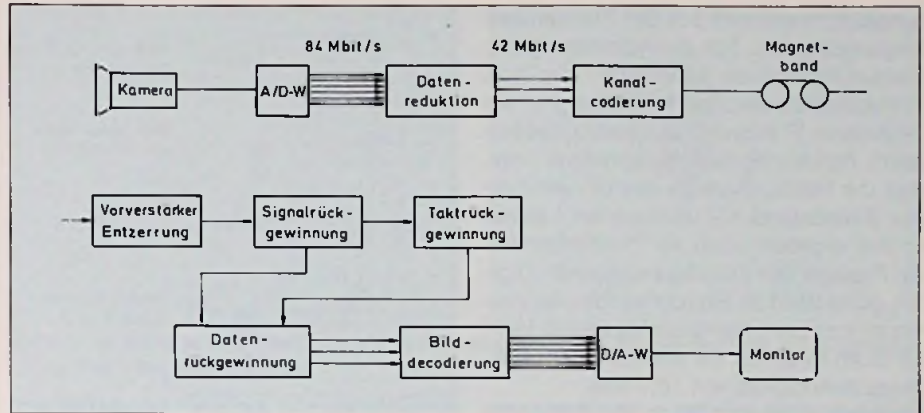 84 Mbit/s
42 Mbit/s
Magnet-
band
Kamera
A/D-W
Daten-
reduktion
Kanal-
codierung
Vorverstärker
Entzerrung
Signalrück-
gewinnung
Taktrück-
gewinnung
Daten-
rückgewinnung
Bild-
decodierung
D/A-W
Monitor